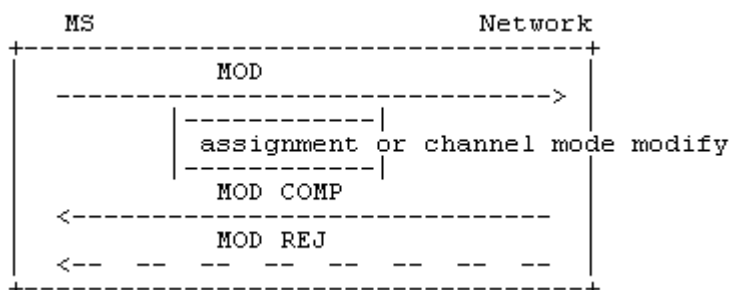 MS Network
MOD
assignment or channel mode modify
MOD COMP
MOD REJ